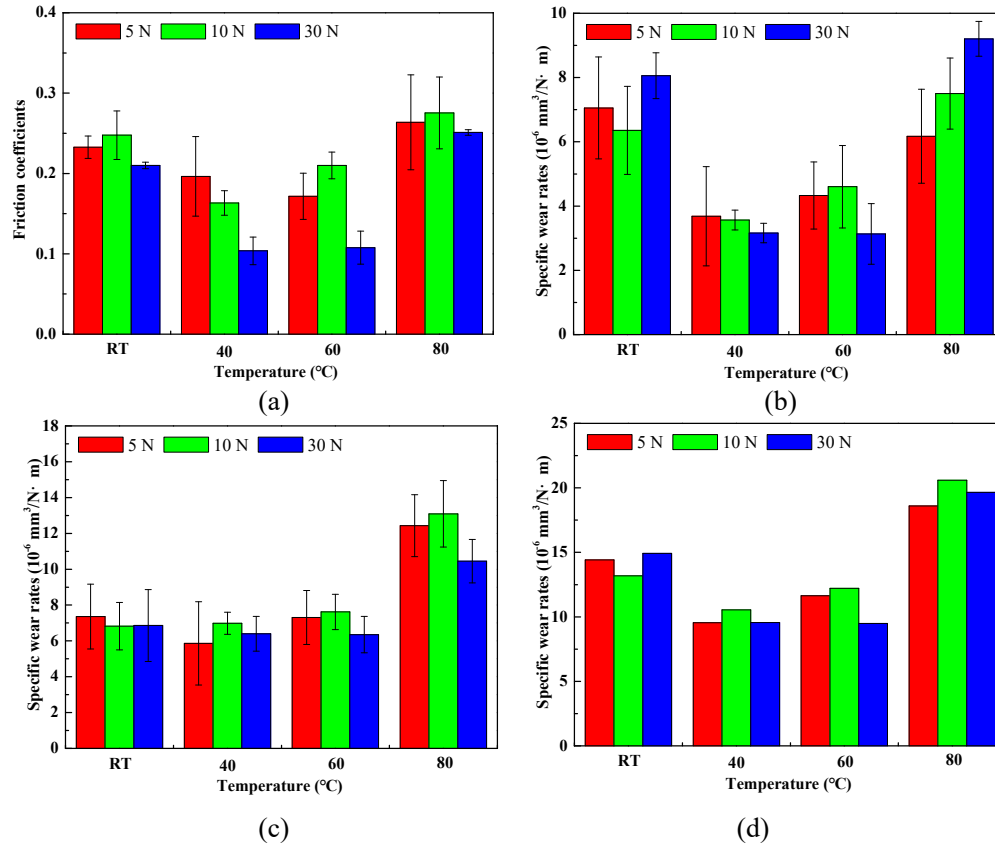 5 N 10 N 30 N
0.4
0.3
0.2
0.1
0.0
Friction coefficients
RT 40 60 80
Temperature (°C)
(a)
5 N 10 N 30 N
10
8
6
4
2
0
Specific wear rates (10⁻⁶ mm³/N· m)
RT 40 60 80
Temperature (°C)
(b)
5 N 10 N 30 N
18
16
14
12
10
8
6
4
2
0
Specific wear rates (10⁻⁶ mm³/N· m)
RT 40 60 80
Temperature (°C)
(c)
5 N 10 N 30 N
25
20
15
10
5
0
Specific wear rates (10⁻⁶ mm³/N· m)
RT 40 60 80
Temperature (°C)
(d)